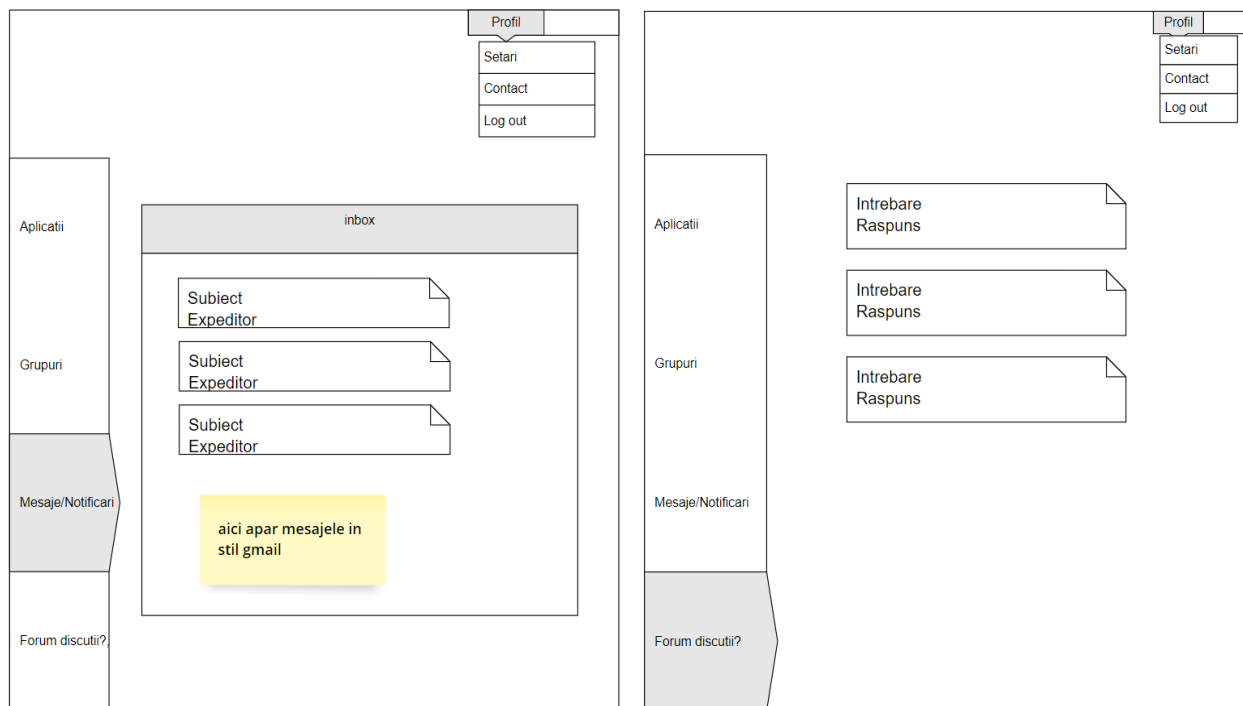 Profil
Setari
Contact
Log out
Aplicatii
Grupuri
Mesaje/Notificari
Forum discutii?,
inbox
Subiect
Expeditor
Subiect
Expeditor
Subiect
Expeditor
aici apar mesajele in
stil gmail
Profil
Setari
Contact
Log out
Aplicatii
Grupuri
Mesaje/Notificari
Forum discutii?
Intrebare
Raspuns
Intrebare
Raspuns
Intrebare
Raspuns